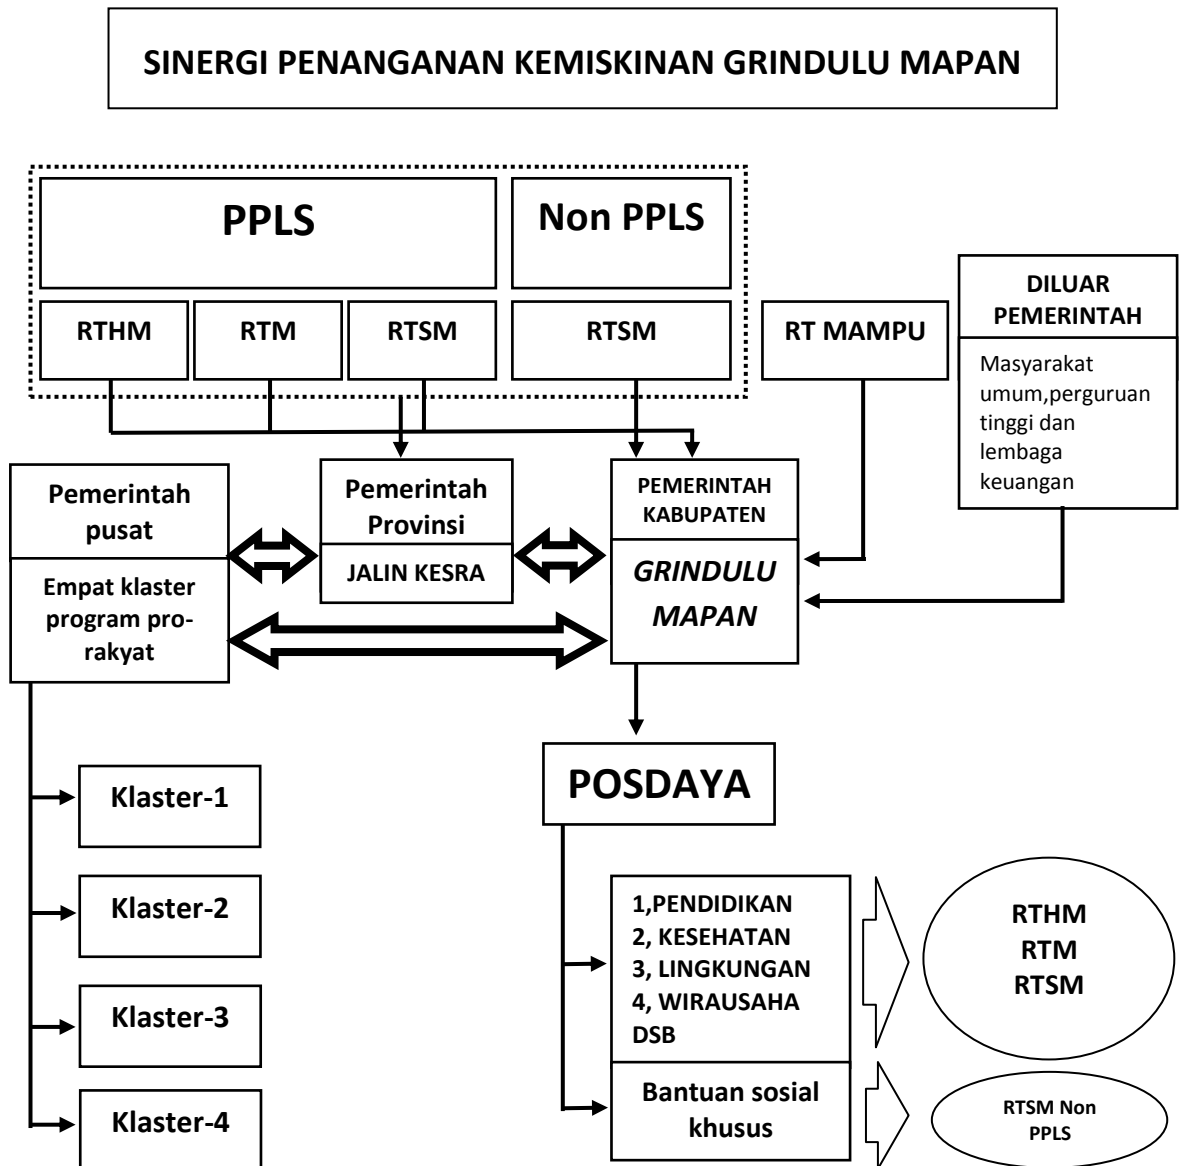 SINERGI PENANGANAN KEMISKINAN GRINDULU MAPAN
PPLS
Non PPLS
RTHM
RTM
RTSM
RTSM
RT MAMPU
DILUAR
PEMERINTAH
Masyarakat
umum,perguruan
tinggi dan
lembaga
keuangan
Pemerintah
pusat
Empat klaster
program pro-
rakyat
Pemerintah
Provinsi
JALIN KESRA
PEMERINTAH
KABUPATEN
GRINDULU
MAPAN
Klaster-1
Klaster-2
Klaster-3
Klaster-4
POSDAYA
1,PENDIDIKAN
2, KESEHATAN
3, LINGKUNGAN
4, WIRAUSAHA
DSB
Bantuan sosial
khusus
RTHM
RTM
RTSM
RTSM Non
PPLS